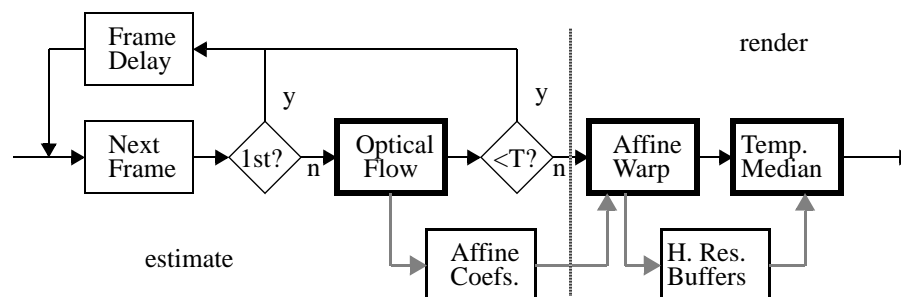 Frame
Delay
render
y
y
Next
Frame
1st?
n
Optical
Flow
<T?
n
Affine
Warp
Temp.
Median
estimate
Affine
Coefs.
H. Res.
Buffers